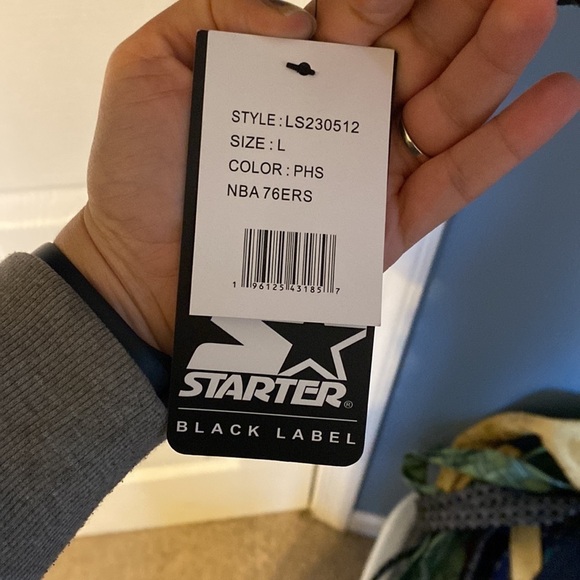 STYLE : LS230512
SIZE : L
COLOR : PHS
NBA 76ERS
1 96125 43185 7
STARTER®
BLACK LABEL